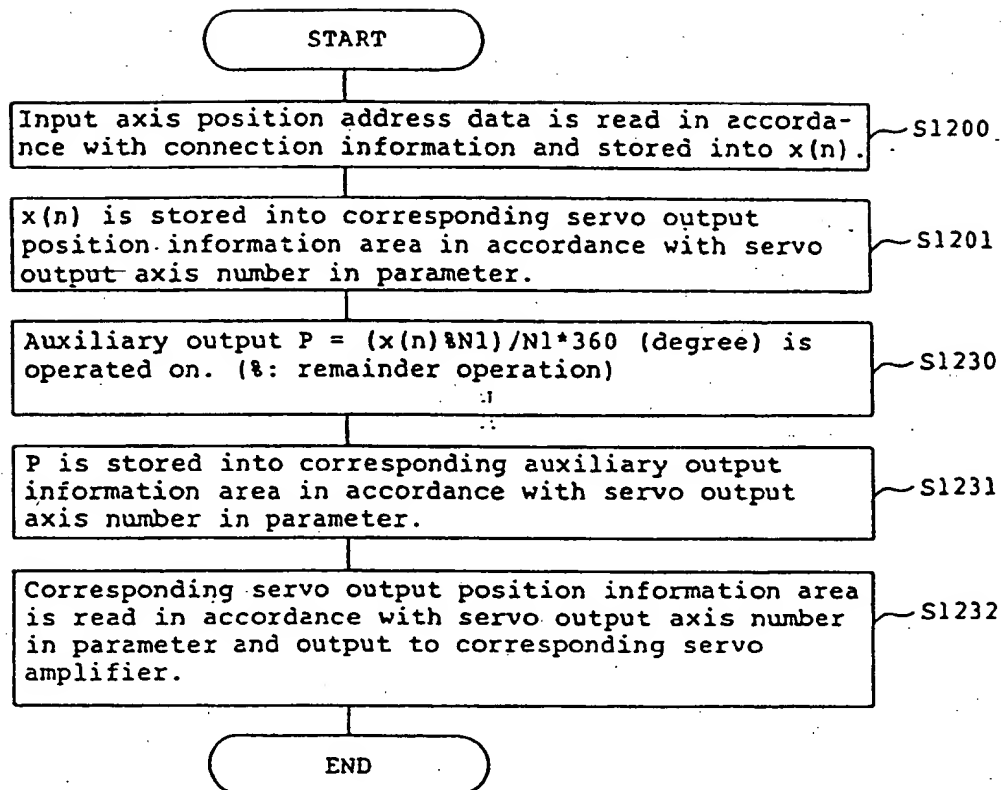 START
Input axis position address data is read in accorda-
nce with connection information and stored into x(n).
S1200
x(n) is stored into corresponding servo output
position information area in accordance with servo
output axis number in parameter.
S1201
Auxiliary output P = (x(n)%N1)/N1*360 (degree) is
operated on. (%: remainder operation)
S1230
P is stored into corresponding auxiliary output
information area in accordance with servo output
axis number in parameter.
S1231
Corresponding servo output position information area
is read in accordance with servo output axis number
in parameter and output to corresponding servo
amplifier.
S1232
END